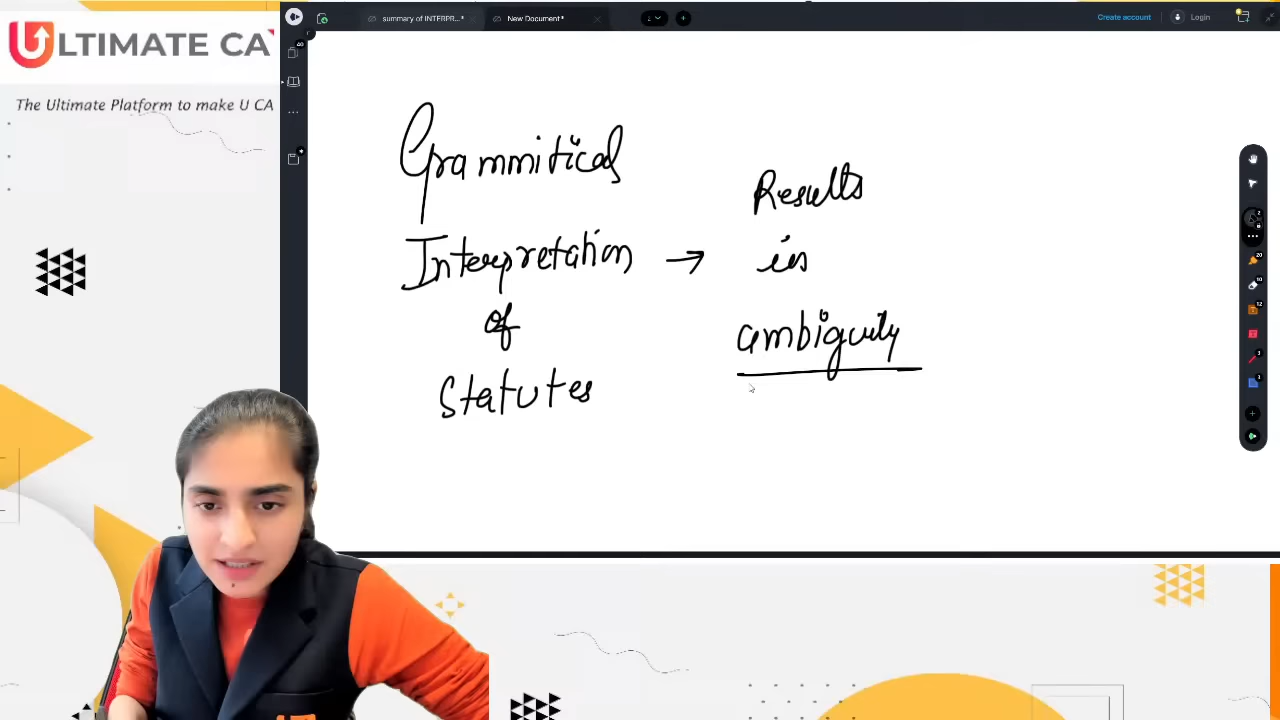 ULTIMATE CA
The Ultimate Platform to make U CA
summary of INTERPR...*
New Document*
Create account
Login
Grammitical
Interpretation → Results
of
Statutes
is
ambiguity